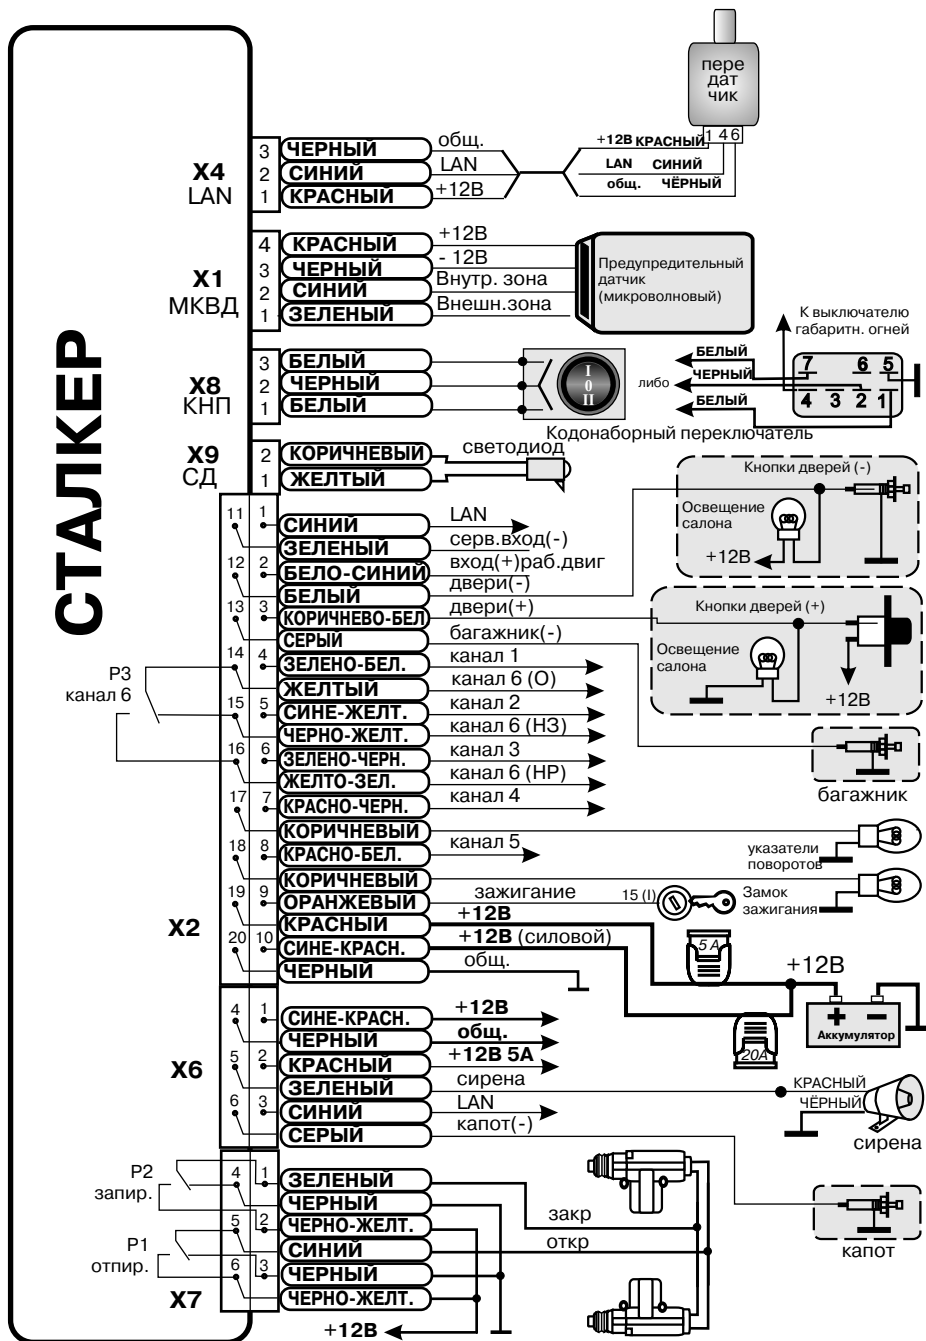 СТАЛКЕР
пере
дат
чик
1 4 6
+12В КРАСНЫЙ
LAN СИНИЙ
общ. ЧЁРНЫЙ
X4
LAN
3 ЧЕРНЫЙ общ.
2 СИНИЙ LAN
1 КРАСНЫЙ +12В
X1
МКВД
4 КРАСНЫЙ +12В
3 ЧЕРНЫЙ - 12В
2 СИНИЙ Внутр. зона
1 ЗЕЛЕНЫЙ Внешн.зона
Предупредительный
датчик
(микроволновый)
К выключателю
габаритн. огней
X8
КНП
3 БЕЛЫЙ
2 ЧЕРНЫЙ
1 БЕЛЫЙ
I
0
II
либо
БЕЛЫЙ
ЧЕРНЫЙ
БЕЛЫЙ
7 6 5
4 3 2 1
Кодонаборный переключатель
X9
СД
2 КОРИЧНЕВЫЙ
1 ЖЕЛТЫЙ
светодиод
Кнопки дверей (-)
Освещение
салона
+12В
Кнопки дверей (+)
Освещение
салона
+12В
багажник
X2
1 СИНИЙ LAN
11 ЗЕЛЕНЫЙ серв.вход(-)
2 БЕЛО-СИНИЙ вход(+)раб.двиг
12 БЕЛЫЙ двери(-)
3 КОРИЧНЕВО-БЕЛ двери(+)
13 СЕРЫЙ багажник(-)
4 ЗЕЛЕНО-БЕЛ. канал 1
14 ЖЕЛТЫЙ канал 6 (О)
5 СИНЕ-ЖЕЛТ. канал 2
15 ЧЕРНО-ЖЕЛТ. канал 6 (НЗ)
6 ЗЕЛЕНО-ЧЕРН. канал 3
16 ЖЕЛТО-ЗЕЛ. канал 6 (НР)
7 КРАСНО-ЧЕРН. канал 4
17 КОРИЧНЕВЫЙ
8 КРАСНО-БЕЛ. канал 5
18 КОРИЧНЕВЫЙ
9 ОРАНЖЕВЫЙ зажигание
19 КРАСНЫЙ +12В
10 СИНЕ-КРАСН. +12В (силовой)
20 ЧЕРНЫЙ общ.
Р3
канал 6
указатели
поворотов
15 (I)
Замок
зажигания
5 А
+12В
+ −
Аккумулятор
20А
X6
1 СИНЕ-КРАСН. +12В
4 ЧЕРНЫЙ общ.
2 КРАСНЫЙ +12В 5А
5 ЗЕЛЕНЫЙ сирена
3 СИНИЙ LAN
6 СЕРЫЙ капот(-)
КРАСНЫЙ
ЧЁРНЫЙ
сирена
капот
X7
Р2
запир.
Р1
отпир.
1 ЗЕЛЕНЫЙ
4 ЧЕРНЫЙ
2 ЧЕРНО-ЖЕЛТ.
5 СИНИЙ
3 ЧЕРНЫЙ
6 ЧЕРНО-ЖЕЛТ.
закр
откр
+12В